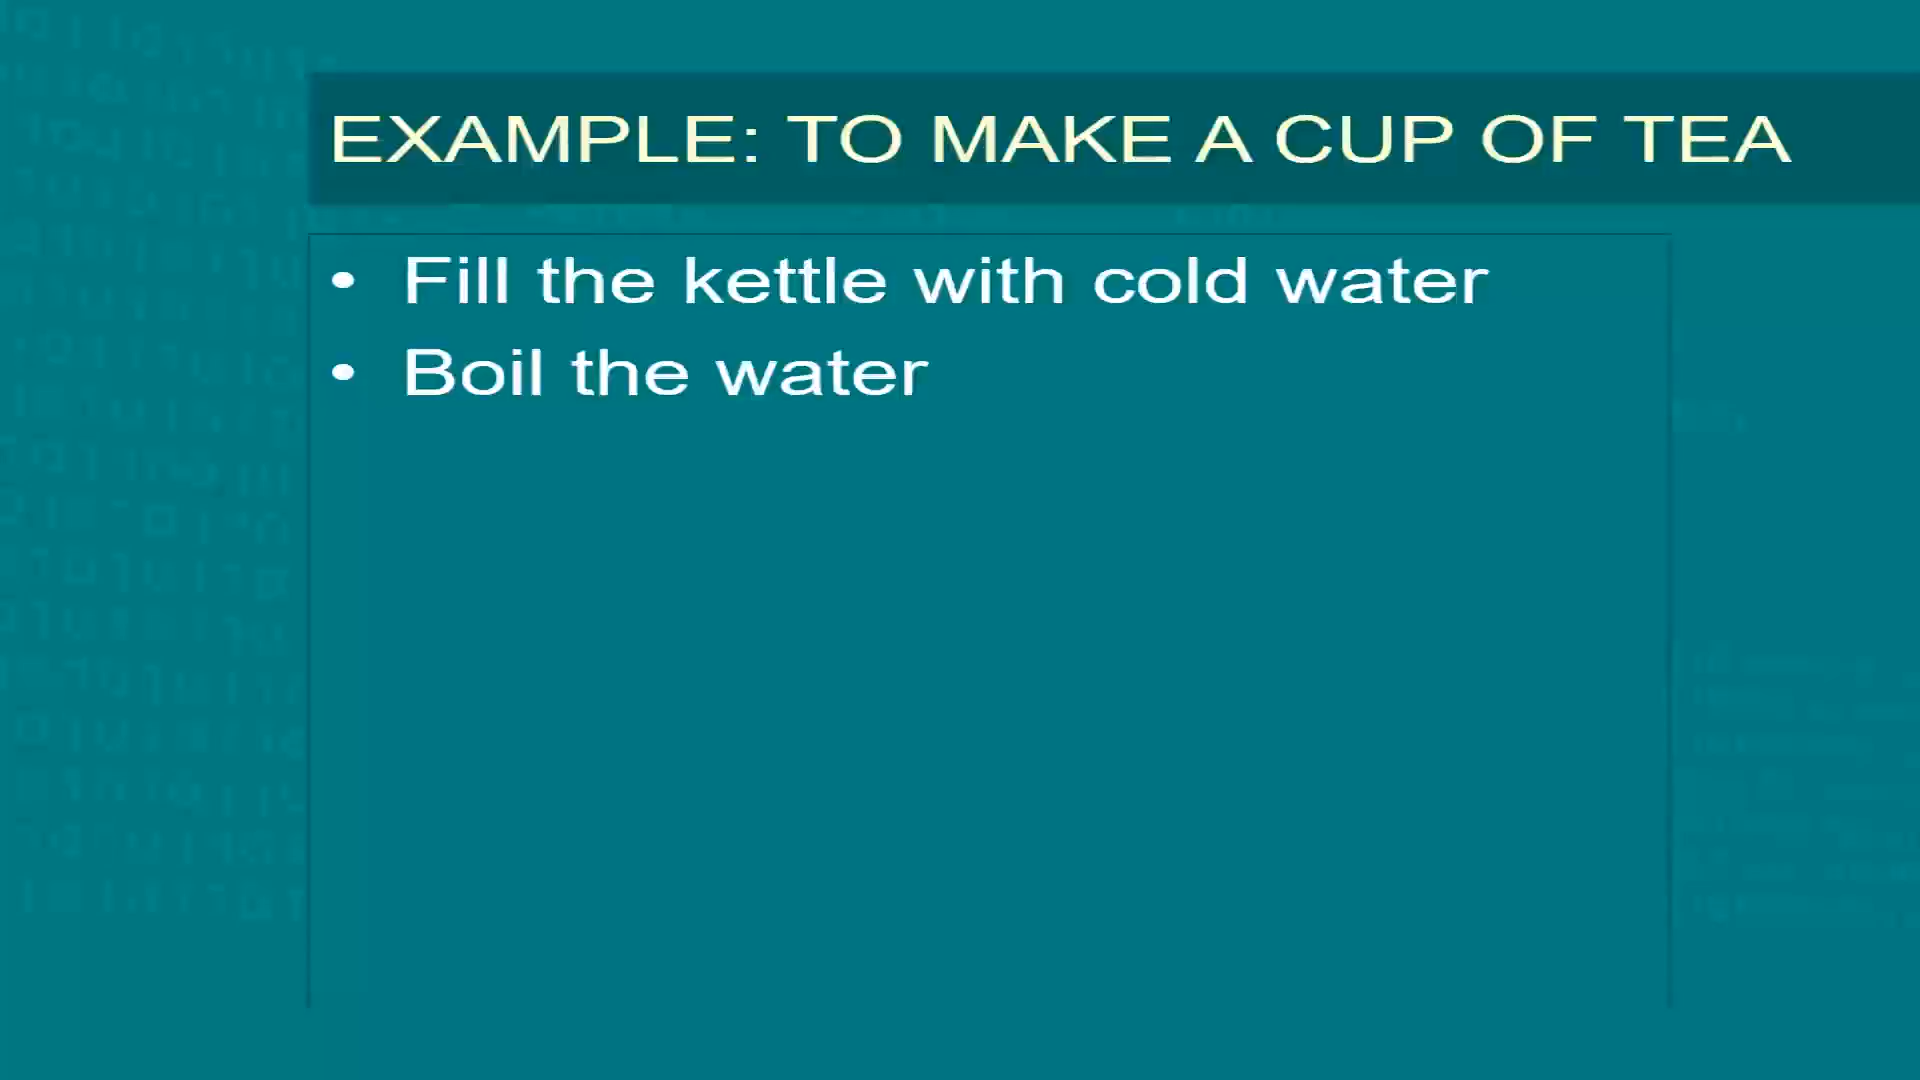 EXAMPLE: TO MAKE A CUP OF TEA
• Fill the kettle with cold water
• Boil the water